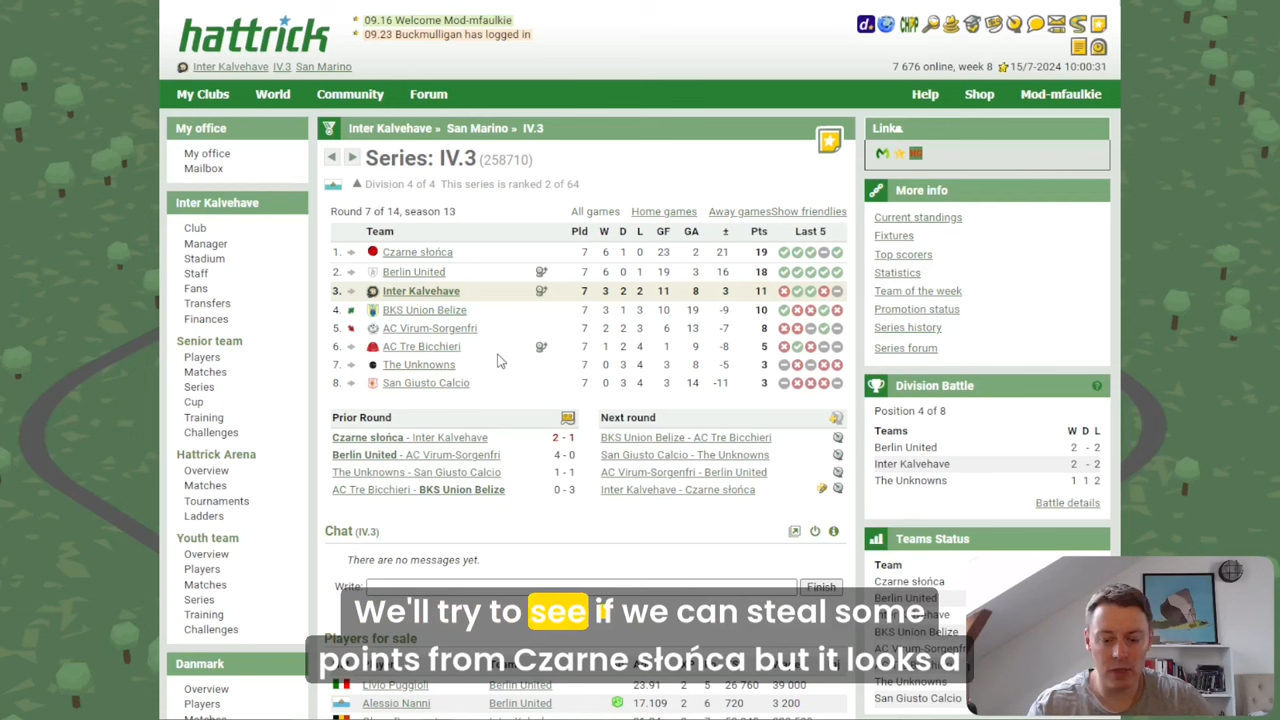 hattrick
09.16 Welcome Mod-mfaulkie
09.23 Buckmulligan has logged in
Inter Kalvehave IV.3 San Marino
7 676 online, week 8 15/7-2024 10:00:31
My Clubs World Community Forum Help Shop Mod-mfaulkie
My office
My office
Mailbox
Inter Kalvehave
Club
Manager
Stadium
Staff
Fans
Transfers
Finances
Senior team
Players
Matches
Series
Cup
Training
Challenges
Hattrick Arena
Overview
Matches
Tournaments
Ladders
Youth team
Overview
Players
Matches
Series
Training
Challenges
Danmark
Overview
Players
Inter Kalvehave » San Marino » IV.3
Series: IV.3 (258710)
Division 4 of 4 This series is ranked 2 of 64
Round 7 of 14, season 13 All games Home games Away games Show friendlies
Team Pld W D L GF GA ± Pts Last 5
1. Czarne słońca 7 6 1 0 23 2 21 19
2. Berlin United 7 6 0 1 19 3 16 18
3. Inter Kalvehave 7 3 2 2 11 8 3 11
4. BKS Union Belize 7 3 1 3 10 19 -9 10
5. AC Virum-Sorgenfri 7 2 2 3 6 13 -7 8
6. AC Tre Bicchieri 7 1 2 4 1 9 -8 5
7. The Unknowns 7 0 3 4 3 8 -5 3
8. San Giusto Calcio 7 0 3 4 3 14 -11 3
Prior Round
Czarne słońca - Inter Kalvehave 2 - 1
Berlin United - AC Virum-Sorgenfri 4 - 0
The Unknowns - San Giusto Calcio 1 - 1
AC Tre Bicchieri - BKS Union Belize 0 - 3
Next round
BKS Union Belize - AC Tre Bicchieri
San Giusto Calcio - The Unknowns
AC Virum-Sorgenfri - Berlin United
Inter Kalvehave - Czarne słońca
Chat (IV.3)
There are no messages yet.
Write: Finish
Players for sale
Livio Puggioli Berlin United 23.91 2 5 26 760 39 000
Alessio Nanni Berlin United 17.109 2 6 720 3 200
Links
More info
Current standings
Fixtures
Top scorers
Statistics
Team of the week
Promotion status
Series history
Series forum
Division Battle
Position 4 of 8
Teams W D L
Berlin United 2 - 2
Inter Kalvehave 2 - 2
The Unknowns 1 1 2
Battle details
Teams Status
Team
Czarne słońca
Berlin United
San Giusto Calcio
We'll try to see if we can steal some
points from Czarne słońca but it looks a